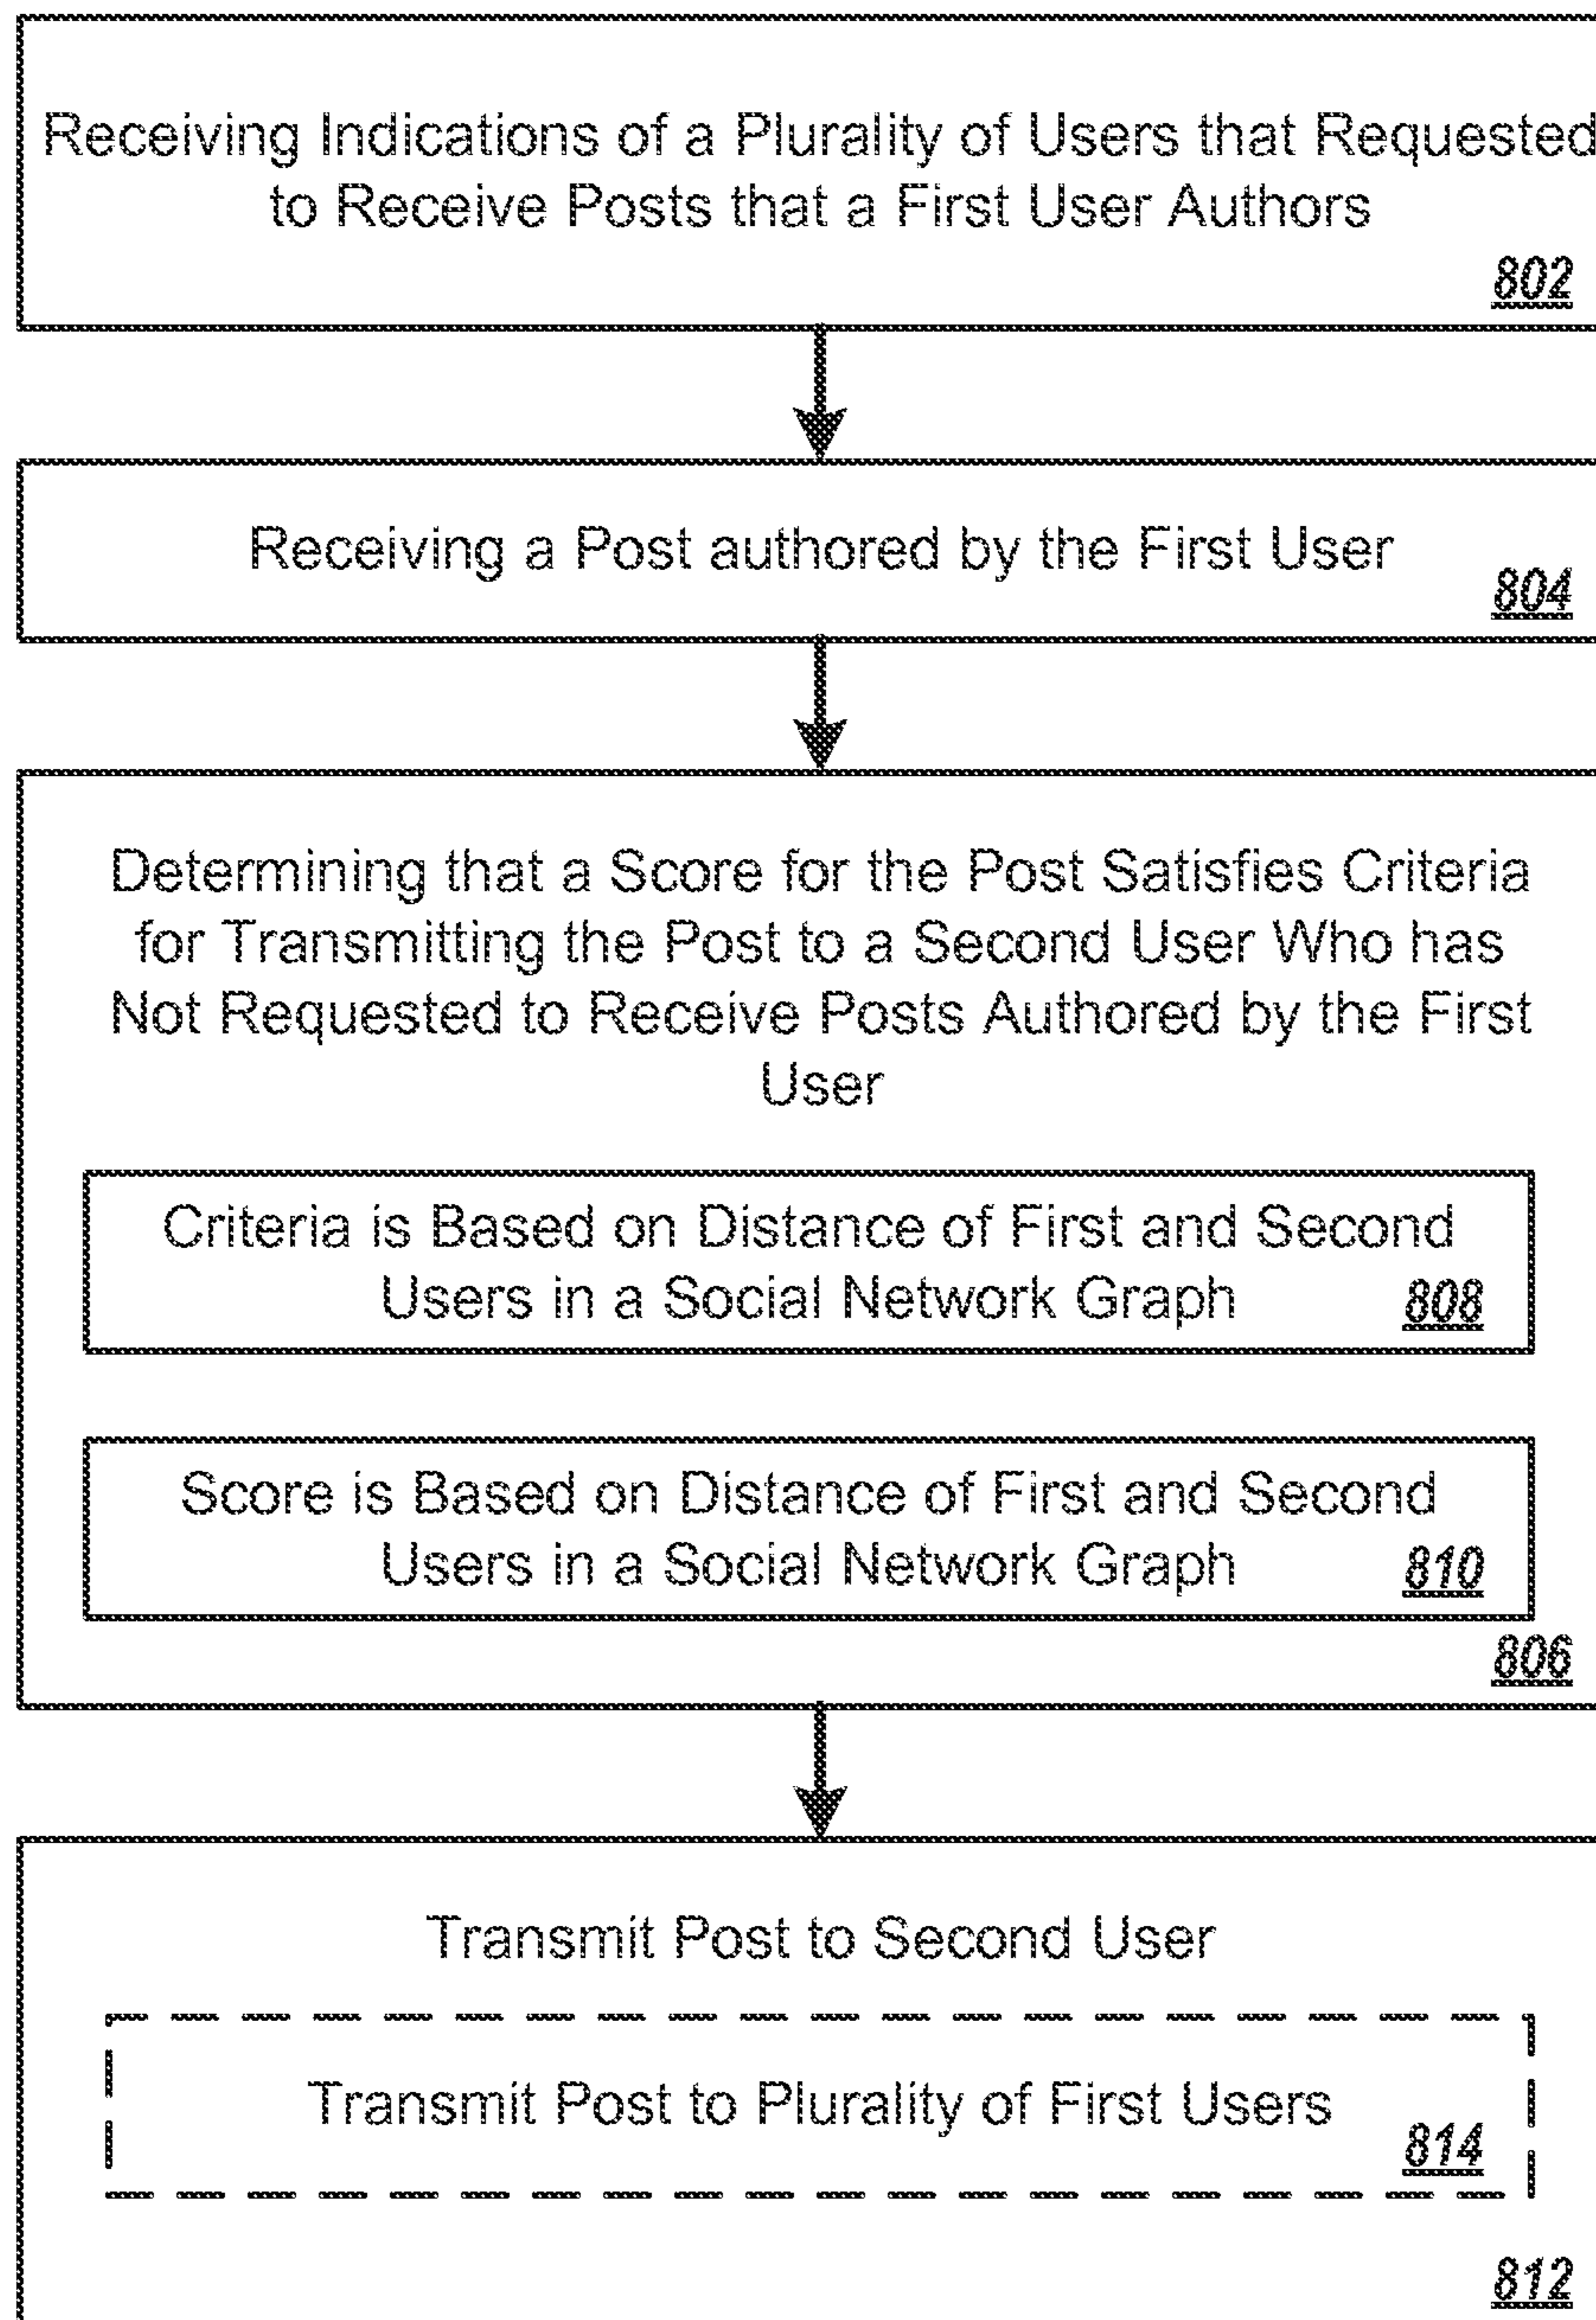 Receiving Indications of a Plurality of Users that Requested
to Receive Posts that a First User Authors
802
Receiving a Post authored by the First User
804
Determining that a Score for the Post Satisfies Criteria
for Transmitting the Post to a Second User Who has
Not Requested to Receive Posts Authored by the First
User
Criteria is Based on Distance of First and Second
Users in a Social Network Graph
808
Score is Based on Distance of First and Second
Users in a Social Network Graph
810
806
Transmit Post to Second User
Transmit Post to Plurality of First Users
814
812